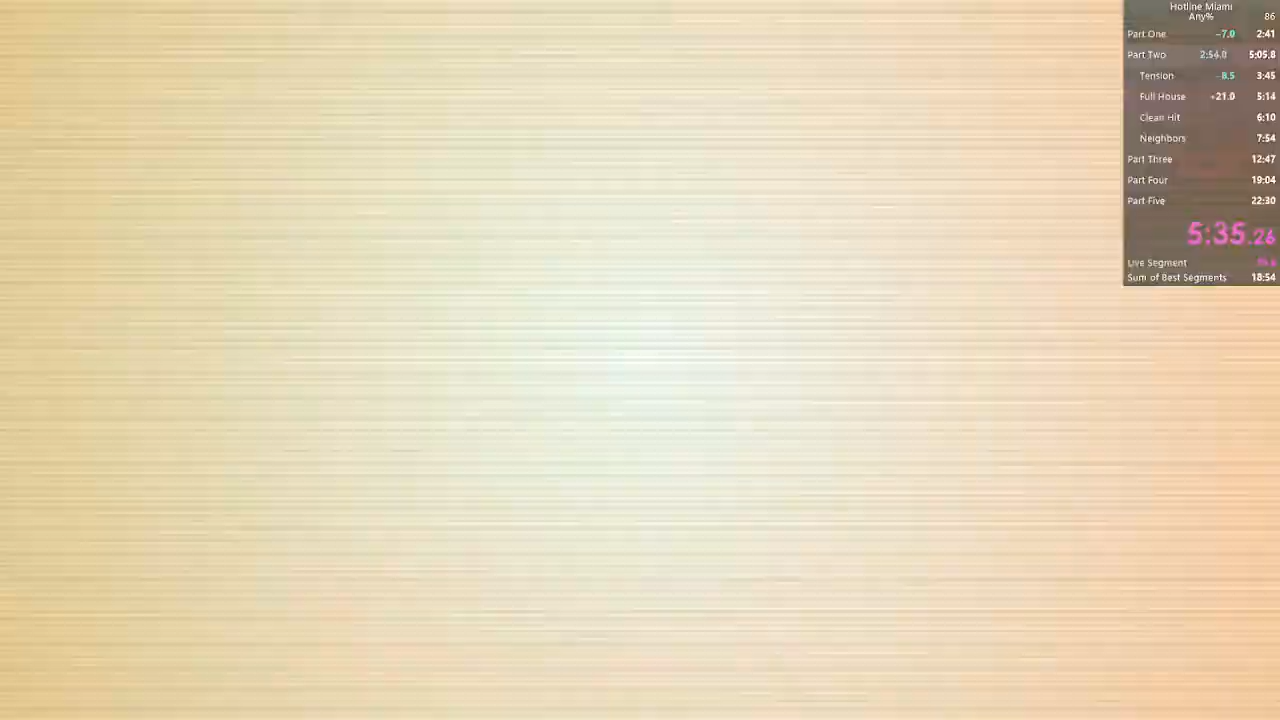 Hotline Miami
Any% 86
Part One -7.0 2:41
Part Two 2:54.0 5:05.8
Tension -8.5 3:45
Full House +21.0 5:14
Clean Hit 6:10
Neighbors 7:54
Part Three 12:47
Part Four 19:04
Part Five 22:30
5:35.26
Live Segment
Sum of Best Segments 18:54